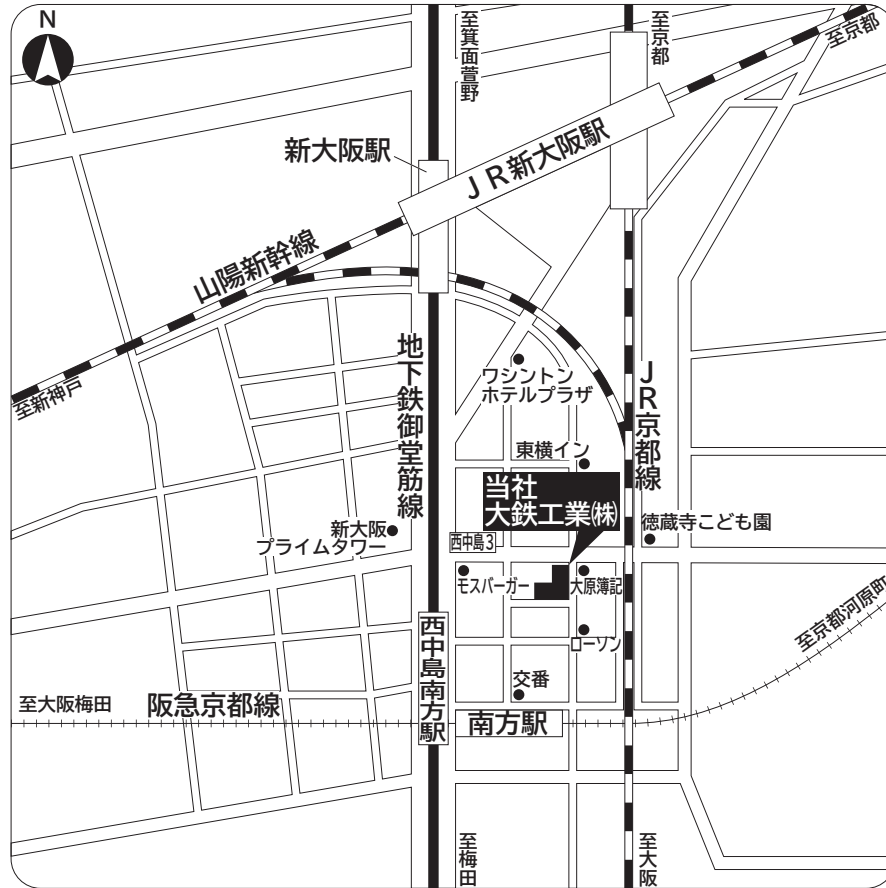 N
至箕面萱野
至京都
至京都
新大阪駅
JR新大阪駅
山陽新幹線
至新神戸
地下鉄御堂筋線
ワシントン
ホテルプラザ
JR京都線
東横イン
当社
大鉄工業㈱
新大阪
プライムタワー
西中島3
徳蔵寺こども園
モスバーガー
大原簿記
ローソン
至京都河原町
西中島南方駅
交番
至大阪梅田
阪急京都線
南方駅
至梅田
至大阪